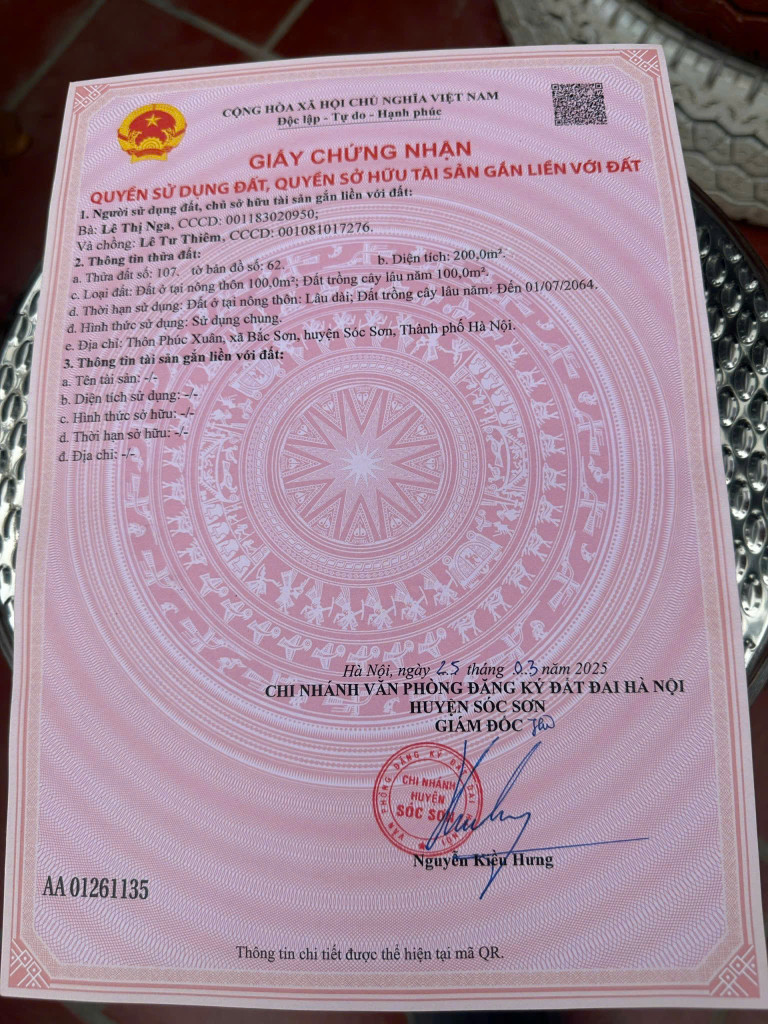 CỘNG HÒA XÃ HỘI CHỦ NGHĨA VIỆT NAM
Độc lập - Tự do - Hạnh phúc
GIẤY CHỨNG NHẬN
QUYỀN SỬ DỤNG ĐẤT, QUYỀN SỞ HỮU TÀI SẢN GẮN LIỀN VỚI ĐẤT
1. Người sử dụng đất, chủ sở hữu tài sản gắn liền với đất:
Bà: Lê Thị Nga, CCCD: 001183020950;
Và chồng: Lê Tư Thiêm, CCCD: 001081017276.
2. Thông tin thửa đất:
a. Thửa đất số: 107, tờ bản đồ số: 62. b. Diện tích: 200,0m².
c. Loại đất: Đất ở tại nông thôn 100,0m²; Đất trồng cây lâu năm 100,0m².
d. Thời hạn sử dụng: Đất ở tại nông thôn: Lâu dài; Đất trồng cây lâu năm: Đến 01/07/2064.
đ. Hình thức sử dụng: Sử dụng chung.
e. Địa chỉ: Thôn Phúc Xuân, xã Bắc Sơn, huyện Sóc Sơn, Thành phố Hà Nội.
3. Thông tin tài sản gắn liền với đất:
a. Tên tài sản: -/-
b. Diện tích sử dụng: -/-
c. Hình thức sở hữu: -/-
d. Thời hạn sở hữu: -/-
đ. Địa chỉ: -/-
Hà Nội, ngày 25 tháng 03 năm 2025
CHI NHÁNH VĂN PHÒNG ĐĂNG KÝ ĐẤT ĐAI HÀ NỘI
HUYỆN SÓC SƠN
GIÁM ĐỐC
VĂN PHÒNG ĐĂNG KÝ ĐẤT ĐAI
CHI NHÁNH
HUYỆN
SÓC SƠN
Nguyễn Kiều Hưng
AA 01261135
Thông tin chi tiết được thể hiện tại mã QR.